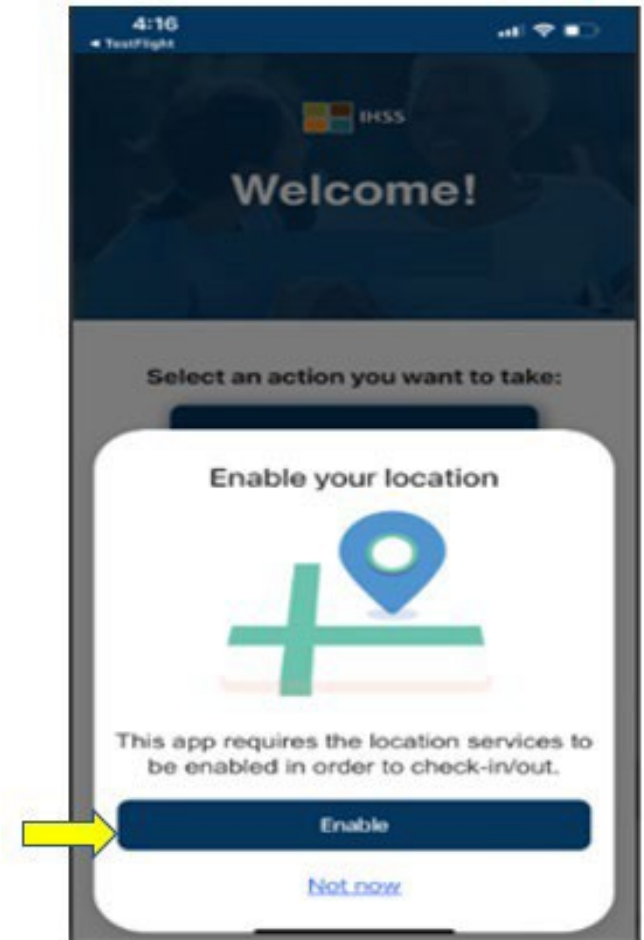 4:16
◂ TestFlight
IHSS
Welcome!
Select an action you want to take:
Enable your location
This app requires the location services to
be enabled in order to check-in/out.
Enable
Not now